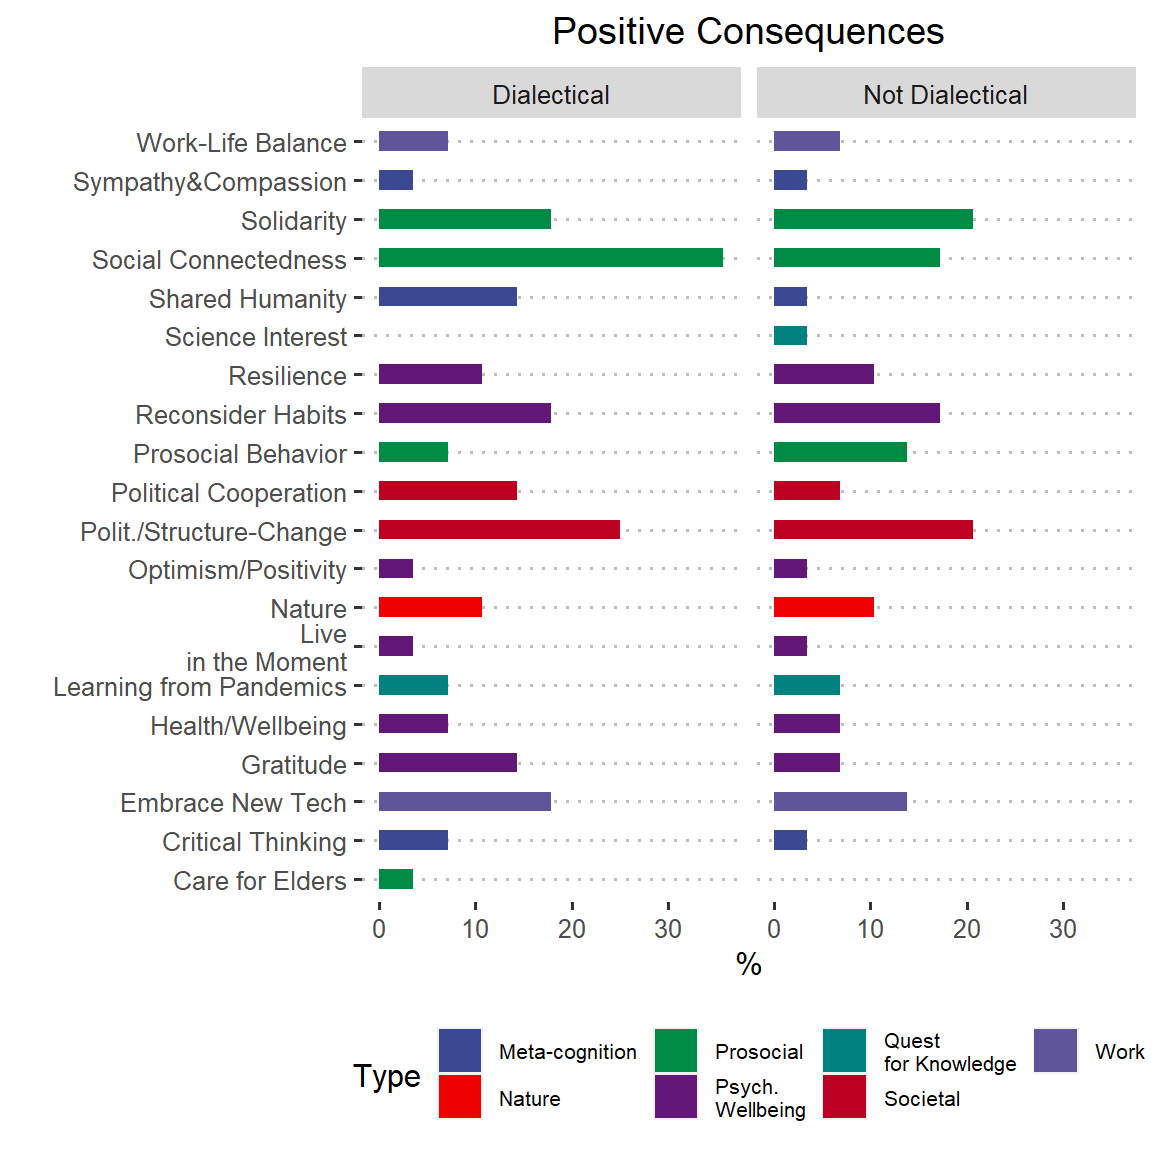 Positive Consequences
Dialectical
Not Dialectical
Work-Life Balance
Sympathy&Compassion
Solidarity
Social Connectedness
Shared Humanity
Science Interest
Resilience
Reconsider Habits
Prosocial Behavior
Political Cooperation
Polit./Structure-Change
Optimism/Positivity
Nature
Live
in the Moment
Learning from Pandemics
Health/Wellbeing
Gratitude
Embrace New Tech
Critical Thinking
Care for Elders
0 10 20 30
0 10 20 30
%
Type
Meta-cognition
Nature
Prosocial
Psych.
Wellbeing
Quest
for Knowledge
Societal
Work